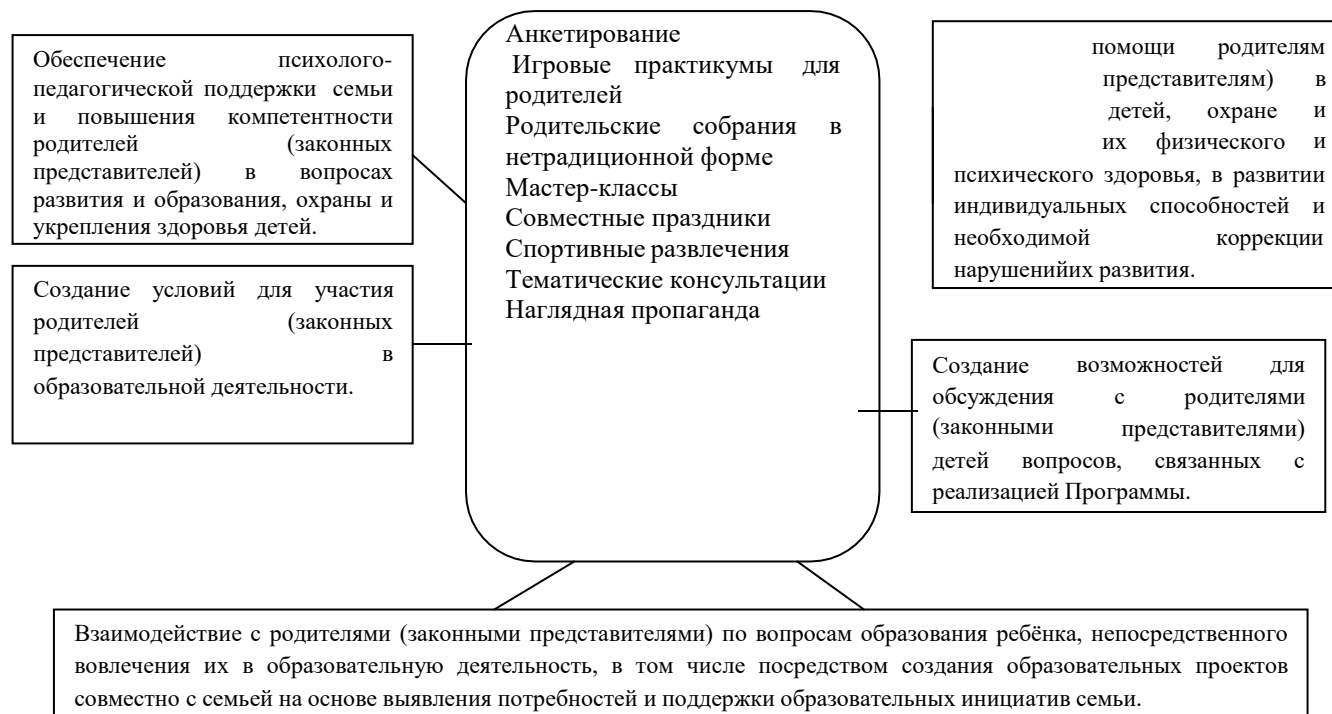 Обеспечение психолого-
педагогической поддержки семьи
и повышения компетентности
родителей (законных
представителей) в вопросах
развития и образования, охраны и
укрепления здоровья детей.
Создание условий для участия
родителей (законных
представителей) в
образовательной деятельности.
Анкетирование
Игровые практикумы для
родителей
Родительские собрания в
нетрадиционной форме
Мастер-классы
Совместные праздники
Спортивные развлечения
Тематические консультации
Наглядная пропаганда
помощи родителям
представителям) в
детей, охране и
их физического и
психического здоровья, в развитии
индивидуальных способностей и
необходимой коррекции
нарушенийих развития.
Создание возможностей для
обсуждения с родителями
(законными представителями)
детей вопросов, связанных с
реализацией Программы.
Взаимодействие с родителями (законными представителями) по вопросам образования ребёнка, непосредственного
вовлечения их в образовательную деятельность, в том числе посредством создания образовательных проектов
совместно с семьей на основе выявления потребностей и поддержки образовательных инициатив семьи.